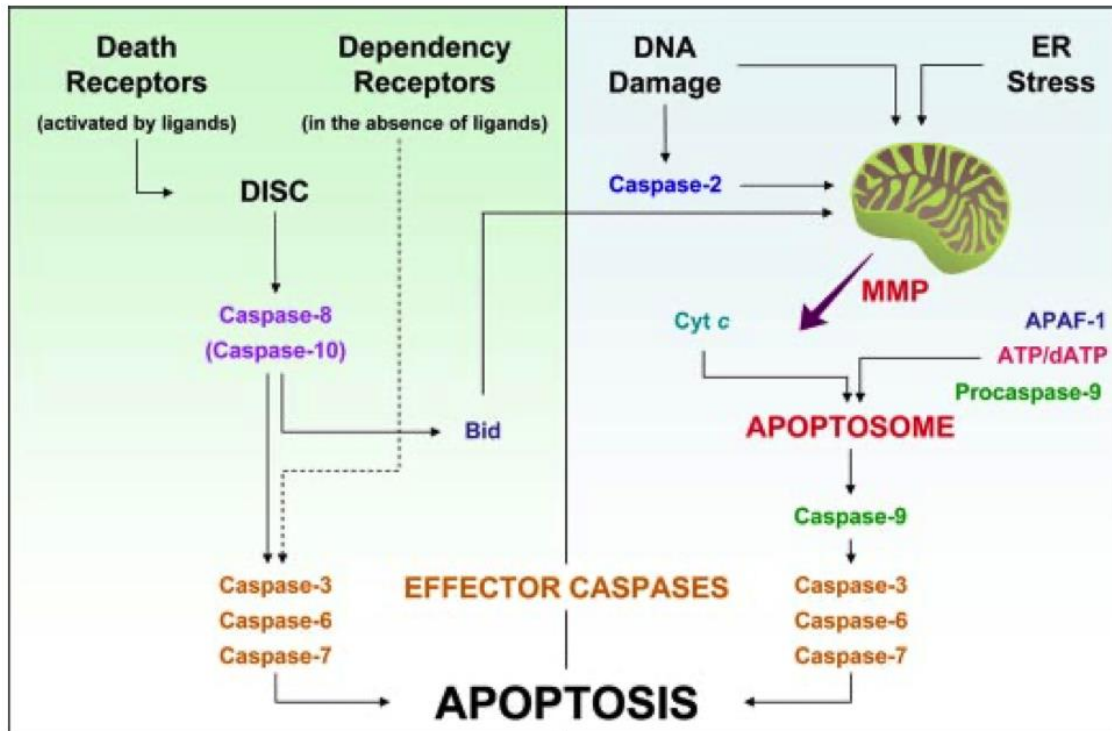 Death
Receptors
(activated by ligands)
Dependency
Receptors
(in the absence of ligands)
DISC
Caspase-8
(Caspase-10)
Bid
Caspase-3
Caspase-6
Caspase-7
DNA
Damage
ER
Stress
Caspase-2
MMP
Cyt c
APAF-1
ATP/dATP
Procaspase-9
APOPTOSOME
Caspase-9
EFFECTOR CASPASES
Caspase-3
Caspase-6
Caspase-7
APOPTOSIS